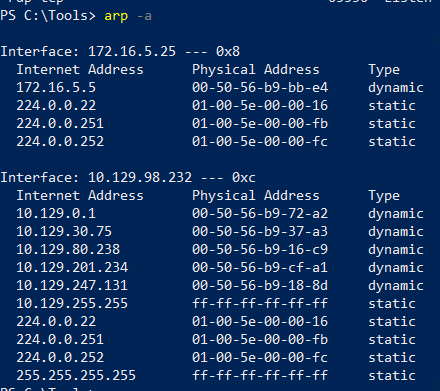 PS C:\Tools> arp -a
Interface: 172.16.5.25 --- 0x8
Internet Address Physical Address Type
172.16.5.5 00-50-56-b9-bb-e4 dynamic
224.0.0.22 01-00-5e-00-00-16 static
224.0.0.251 01-00-5e-00-00-fb static
224.0.0.252 01-00-5e-00-00-fc static
Interface: 10.129.98.232 --- 0xc
Internet Address Physical Address Type
10.129.0.1 00-50-56-b9-72-a2 dynamic
10.129.30.75 00-50-56-b9-37-a3 dynamic
10.129.80.238 00-50-56-b9-16-c9 dynamic
10.129.201.234 00-50-56-b9-cf-a1 dynamic
10.129.247.131 00-50-56-b9-18-8d dynamic
10.129.255.255 ff-ff-ff-ff-ff-ff static
224.0.0.22 01-00-5e-00-00-16 static
224.0.0.251 01-00-5e-00-00-fb static
224.0.0.252 01-00-5e-00-00-fc static
255.255.255.255 ff-ff-ff-ff-ff-ff static